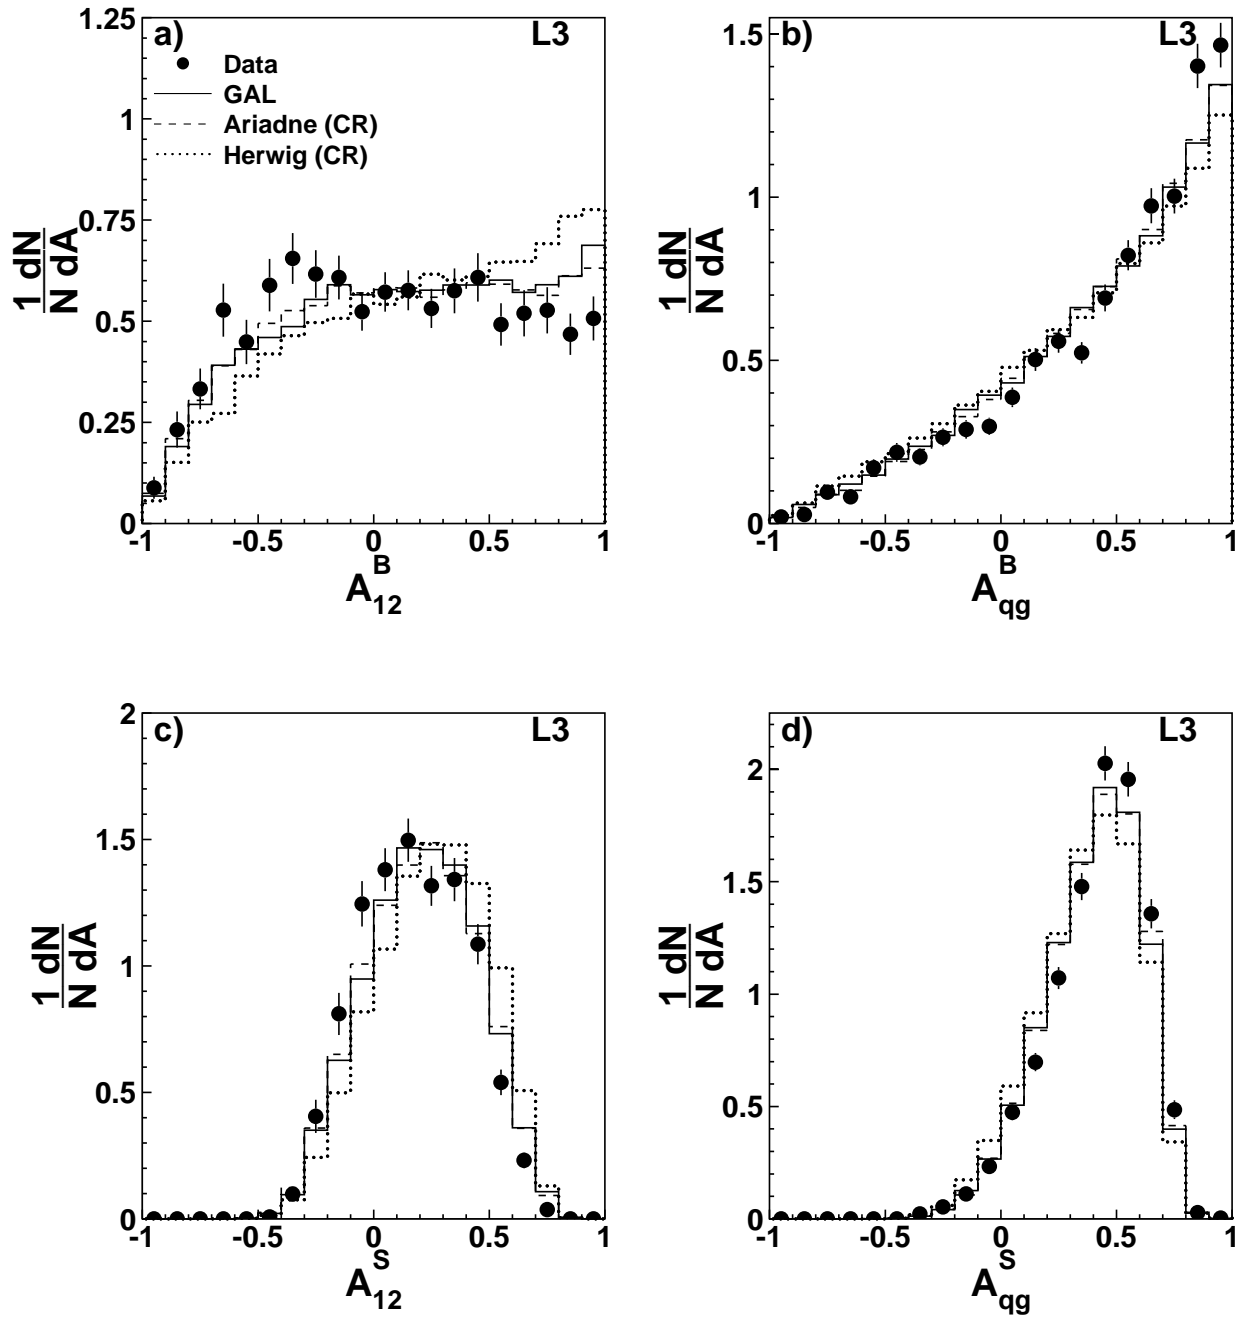 a) L3
Data
GAL
Ariadne (CR)
Herwig (CR)
1.25
1
0.75
0.5
0.25
0
-1 -0.5 0 0.5 1
1 dN
N dA
A12B
b) L3
1.5
1
0.5
0
-1 -0.5 0 0.5 1
1 dN
N dA
AqgB
c) L3
2
1.5
1
0.5
0
-1 -0.5 0 0.5 1
1 dN
N dA
A12S
d) L3
2
1.5
1
0.5
0
-1 -0.5 0 0.5 1
1 dN
N dA
AqgS